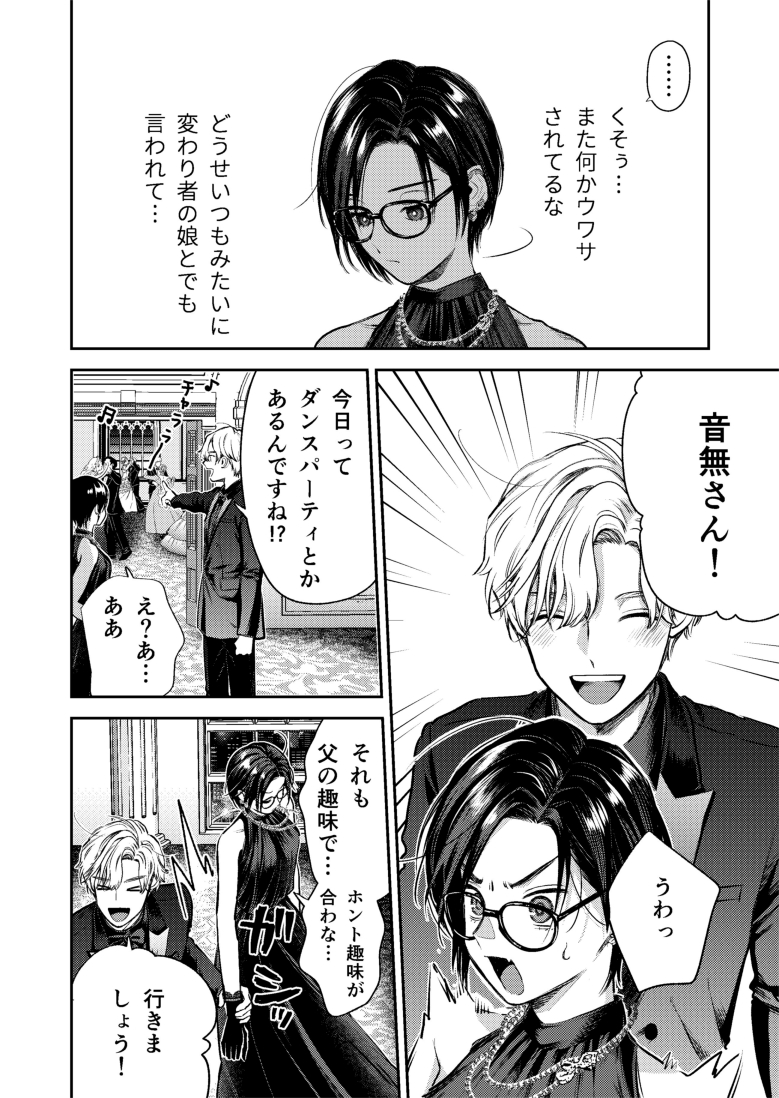 ……
くそぅ…
また何かウワサ
されてるな
どうせいつもみたいに
変わり者の娘とでも
言われて…
音無さん！
うわっ
今日って
ダンスパーティとか
あるんですね!?
♪
チャララ～
♬
え？あ…
ああ
それも
父の趣味で…
ホント趣味が
合わな…
ガシッ
行きま
しょう！